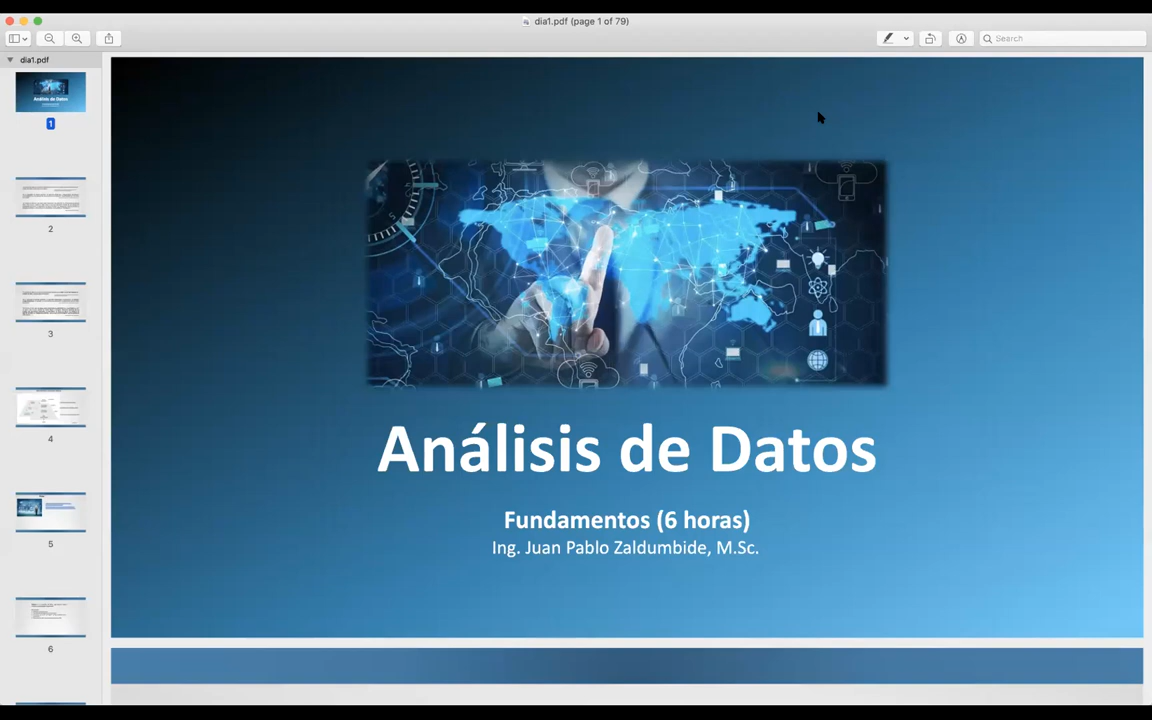 dia1.pdf (page 1 of 79)
Search
dia1.pdf
1
2
3
4
5
6
Análisis de Datos
Fundamentos (6 horas)
Ing. Juan Pablo Zaldumbide, M.Sc.